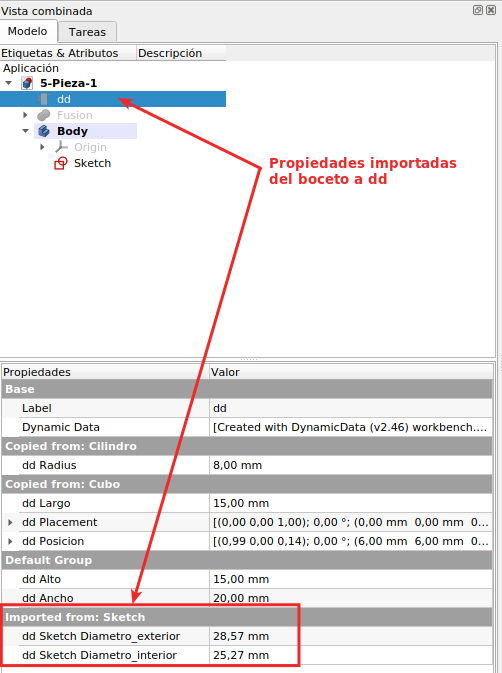 Vista combinada
Modelo Tareas
Etiquetas & Atributos Descripción
Aplicación
5-Pieza-1
dd
Fusion
Body
Origin
Sketch
Propiedades importadas
del boceto a dd
Propiedades Valor
Base
Label dd
Dynamic Data [Created with DynamicData (v2.46) workbench....
Copied from: Cilindro
dd Radius 8,00 mm
Copied from: Cubo
dd Largo 15,00 mm
dd Placement [(0,00 0,00 1,00); 0,00 °; (0,00 mm 0,00 mm 0...
dd Posicion [(0,99 0,00 0,14); 0,00 °; (6,00 mm 6,00 mm 0...
Default Group
dd Alto 15,00 mm
dd Ancho 20,00 mm
Imported from: Sketch
dd Sketch Diametro_exterior 28,57 mm
dd Sketch Diametro_interior 25,27 mm